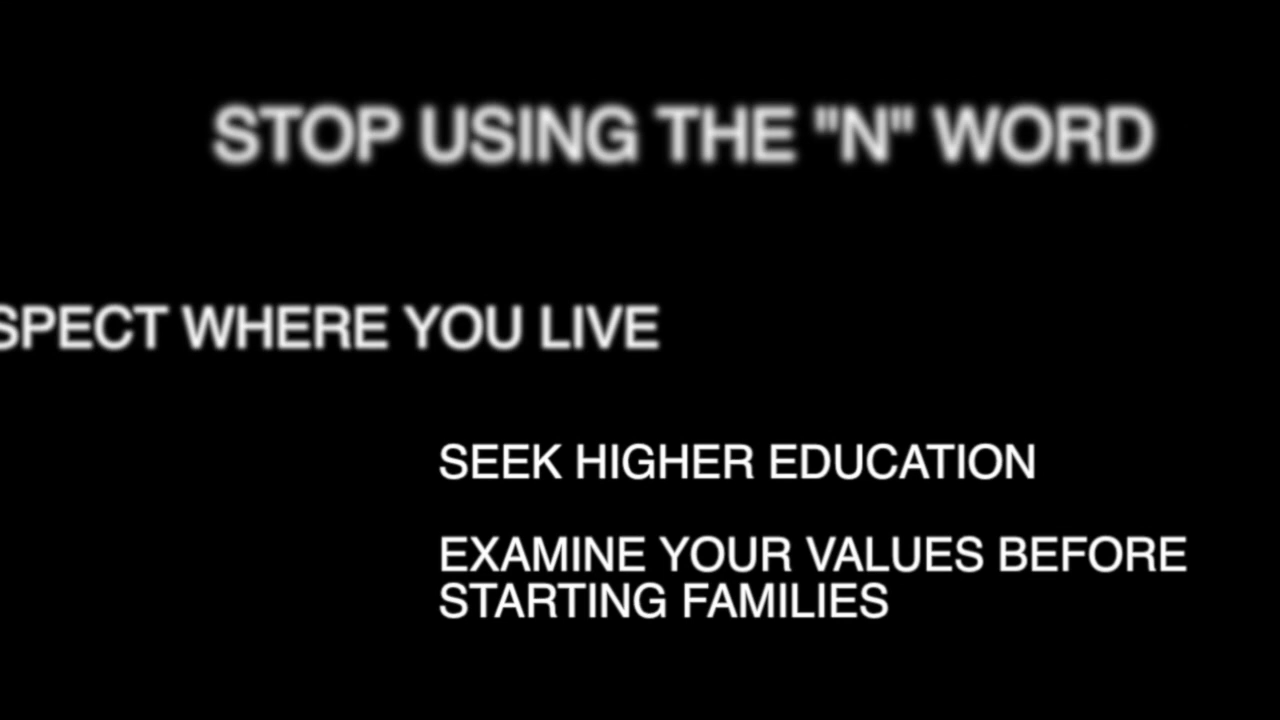 STOP USING THE "N" WORD
SPECT WHERE YOU LIVE
SEEK HIGHER EDUCATION
EXAMINE YOUR VALUES BEFORE
STARTING FAMILIES